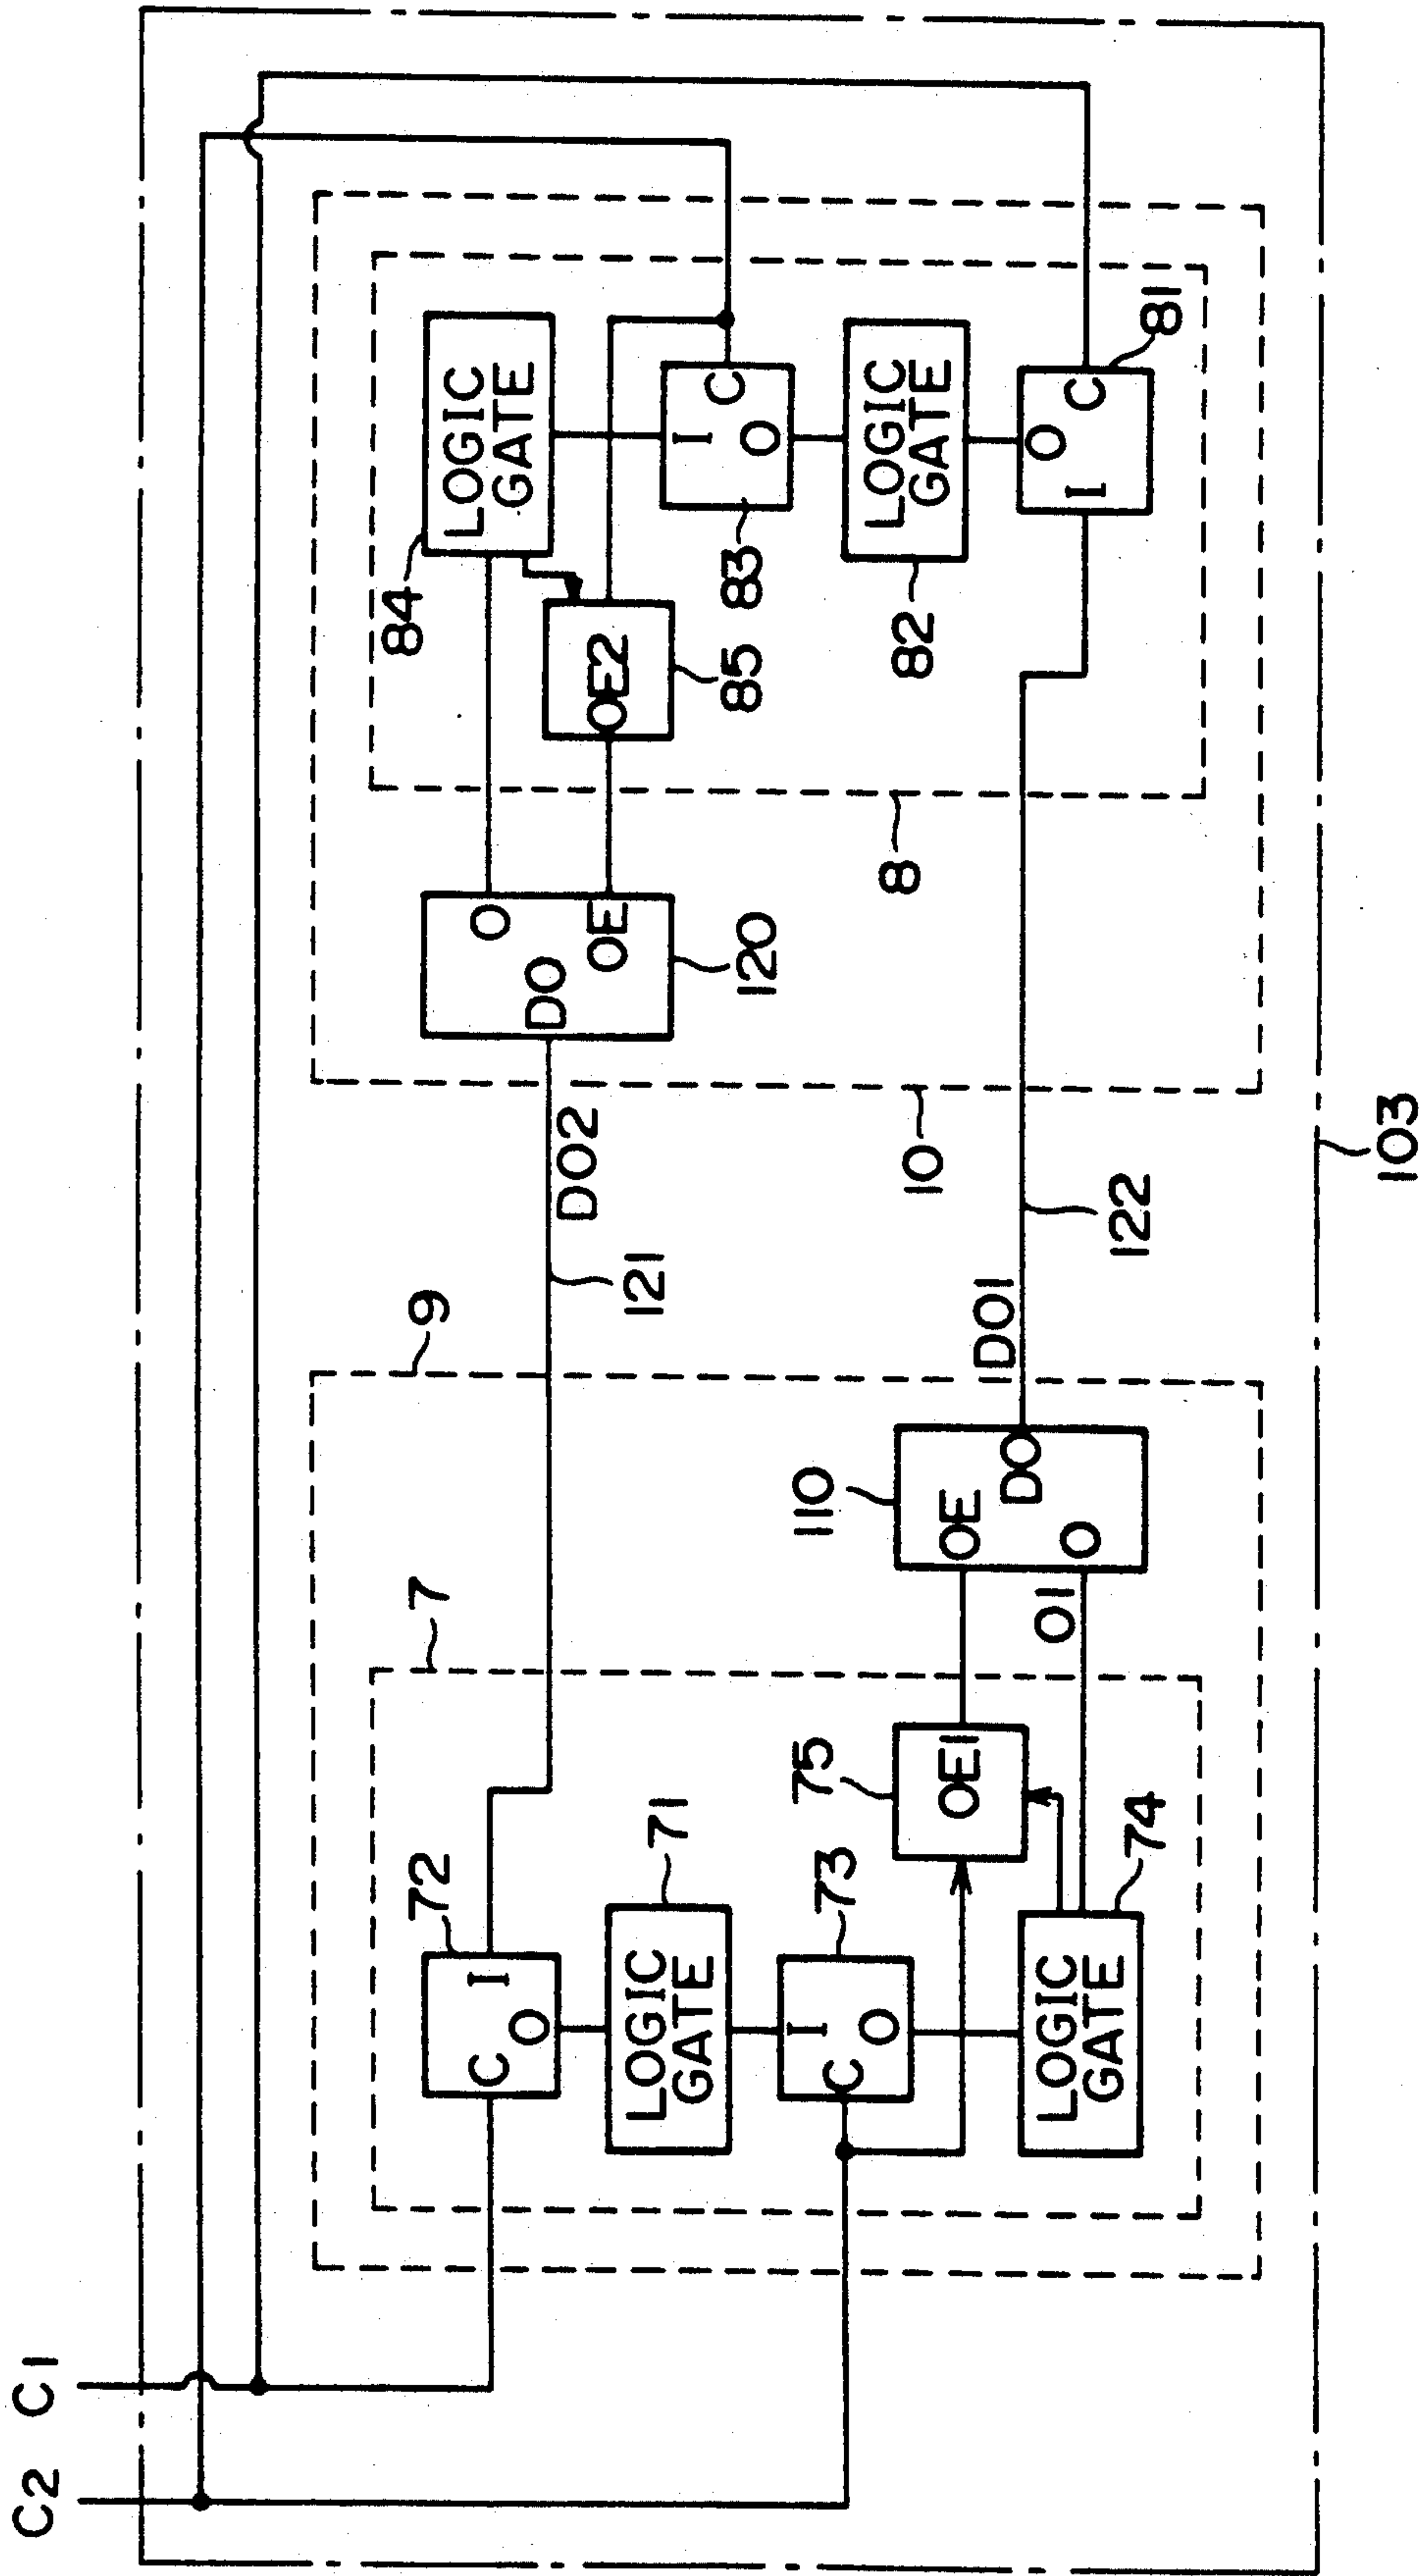 C1
C2
9
7
72
C
I
O
71
LOGIC
GATE
73
I
C
O
74
LOGIC
GATE
75
OE1
110
OE
DO
O
O1
DO1
DO2
121
122
10
8
120
O
DO
OE
84
LOGIC
GATE
85
OE2
83
I
C
O
82
LOGIC
GATE
81
O
C
I
103